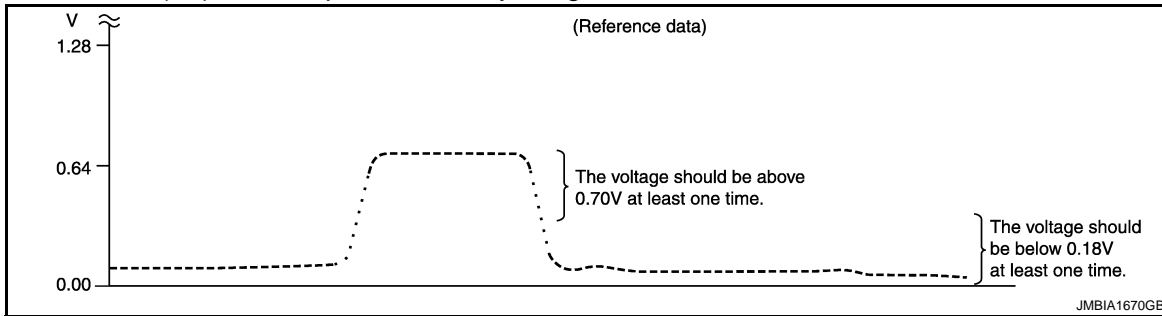 V
(Reference data)
1.28
0.64
The voltage should be above
0.70V at least one time.
The voltage should
be below 0.18V
at least one time.
0.00
JMBIA1670GB